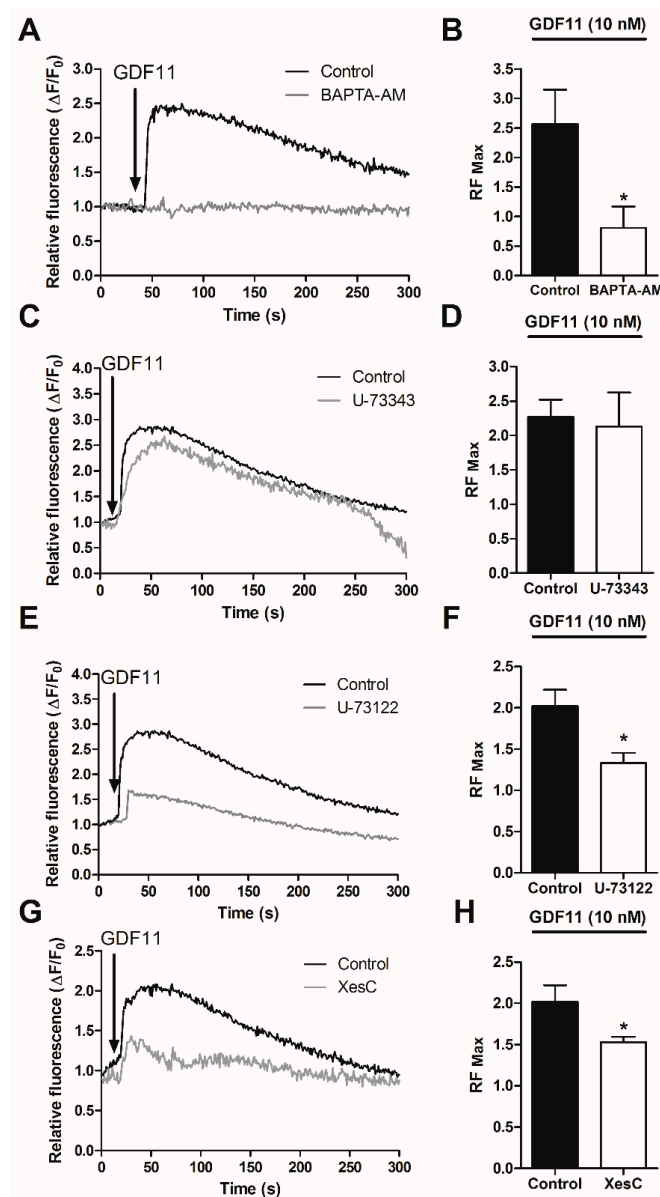 A
GDF11
Control
BAPTA-AM
Relative fluorescence (ΔF/F0)
3.0
2.5
2.0
1.5
1.0
0.5
0.0
0 50 100 150 200 250 300
Time (s)
B
GDF11 (10 nM)
RF Max
3.5
3.0
2.5
2.0
1.5
1.0
0.5
0.0
*
Control BAPTA-AM
C
GDF11
Control
U-73343
Relative fluorescence (ΔF/F0)
4.0
3.5
3.0
2.5
2.0
1.5
1.0
0.5
0.0
0 50 100 150 200 250 300
Time (s)
D
GDF11 (10 nM)
RF Max
3.0
2.5
2.0
1.5
1.0
0.5
0.0
Control U-73343
E
GDF11
Control
U-73122
Relative fluorescence (ΔF/F0)
4.0
3.5
3.0
2.5
2.0
1.5
1.0
0.5
0.0
0 50 100 150 200 250 300
Time (s)
F
GDF11 (10 nM)
RF Max
2.5
2.0
1.5
1.0
0.5
0.0
*
Control U-73122
G
GDF11
Control
XesC
Relative fluorescence (ΔF/F0)
2.5
2.0
1.5
1.0
0.5
0.0
0 50 100 150 200 250 300
Time (s)
H
GDF11 (10 nM)
RF Max
2.5
2.0
1.5
1.0
0.5
0.0
*
Control XesC